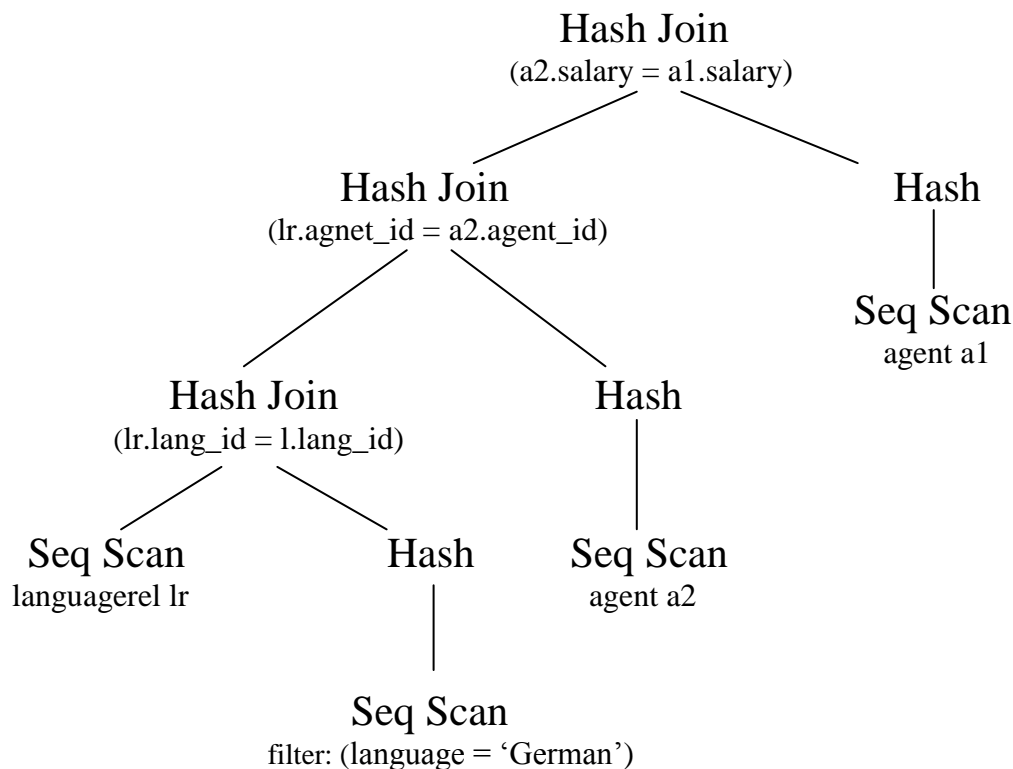 Hash Join
(a2.salary = a1.salary)
Hash Join
(lr.agnet_id = a2.agent_id)
Hash
Seq Scan
agent a1
Hash Join
(lr.lang_id = l.lang_id)
Hash
Seq Scan
languagerel lr
Hash
Seq Scan
agent a2
Seq Scan
filter: (language = ‘German’)